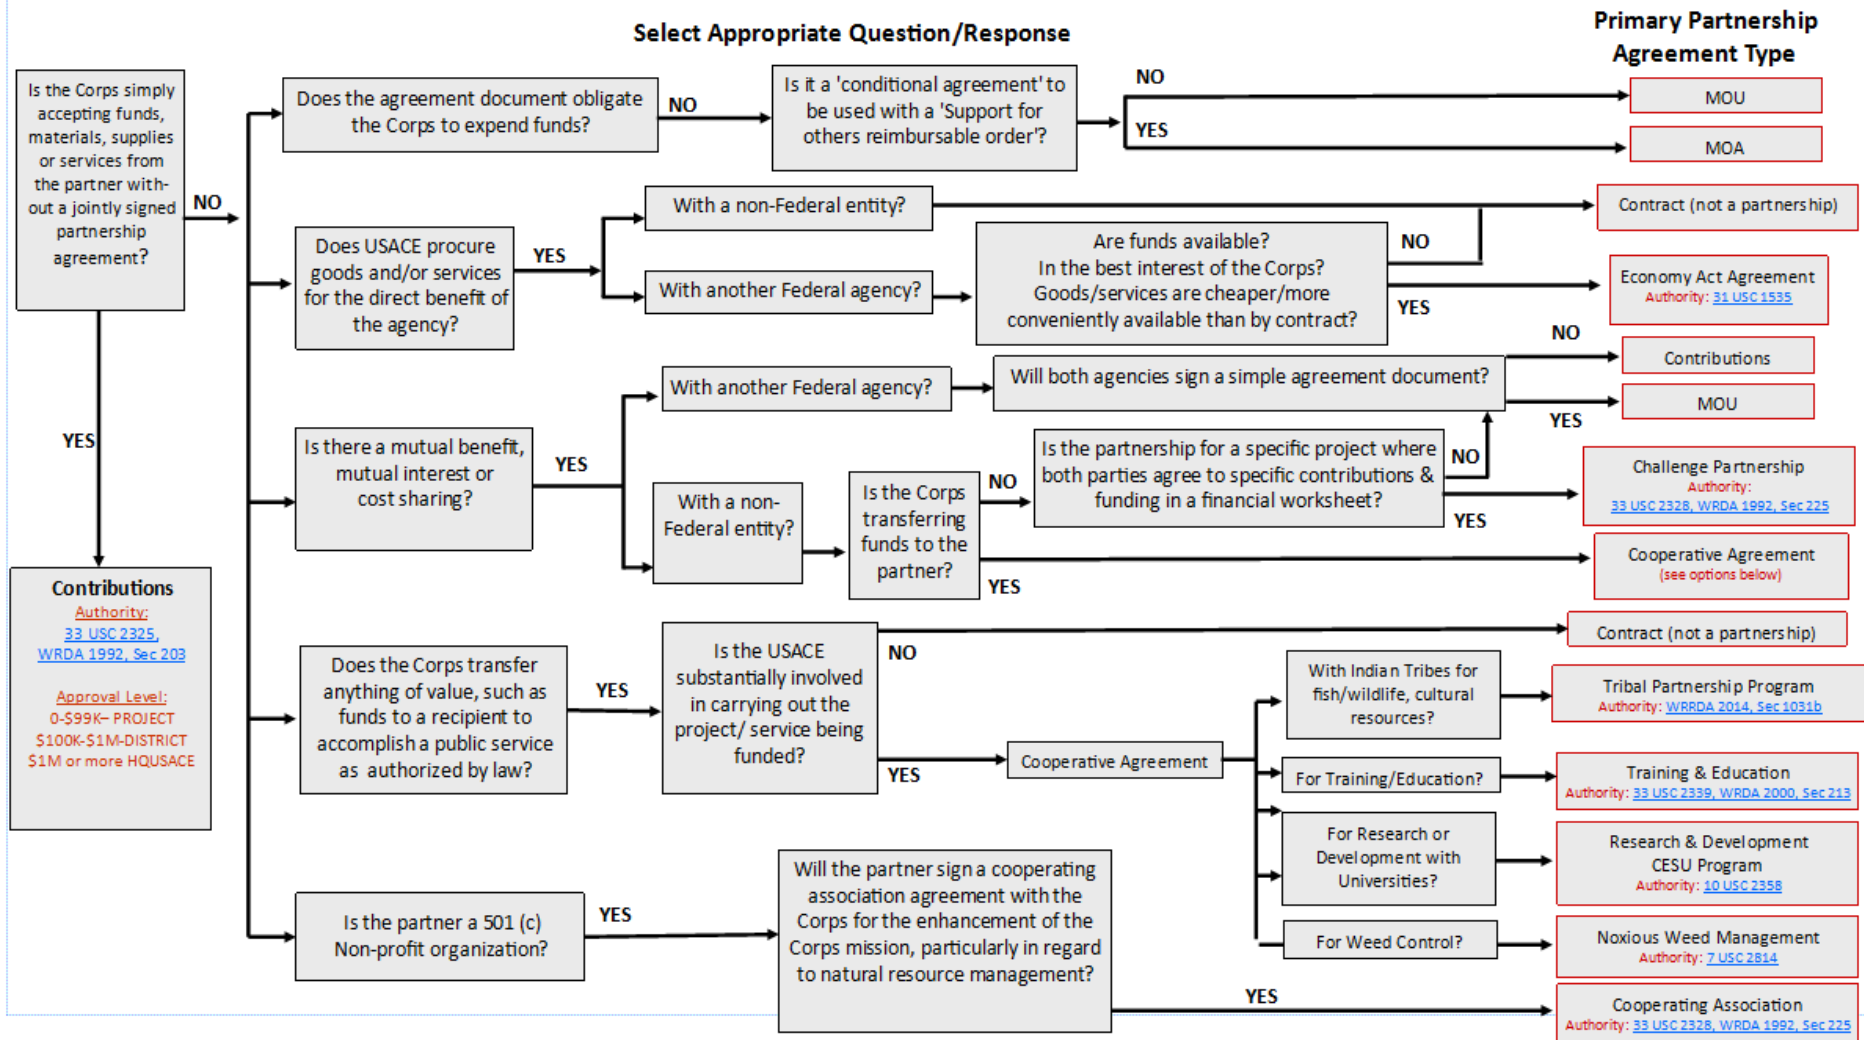 Select Appropriate Question/Response
Primary Partnership
Agreement Type
Is the Corps simply
accepting funds,
materials, supplies
or services from
the partner with-
out a jointly signed
partnership
agreement?
NO
YES
Contributions
Authority:
33 USC 2325,
WRDA 1992, Sec 203
Approval Level:
0-$99K– PROJECT
$100K-$1M-DISTRICT
$1M or more HQUSACE
Does the agreement document obligate
the Corps to expend funds?
NO
Is it a 'conditional agreement' to
be used with a 'Support for
others reimbursable order'?
NO
YES
MOU
MOA
Does USACE procure
goods and/or services
for the direct benefit of
the agency?
YES
With a non-Federal entity?
With another Federal agency?
Are funds available?
In the best interest of the Corps?
Goods/services are cheaper/more
conveniently available than by contract?
NO
YES
Contract (not a partnership)
Economy Act Agreement
Authority: 31 USC 1535
Is there a mutual benefit,
mutual interest or
cost sharing?
YES
With another Federal agency?
Will both agencies sign a simple agreement document?
NO
YES
Contributions
MOU
With a non-
Federal entity?
Is the Corps
transferring
funds to the
partner?
NO
YES
Is the partnership for a specific project where
both parties agree to specific contributions &
funding in a financial worksheet?
NO
YES
Challenge Partnership
Authority:
33 USC 2328, WRDA 1992, Sec 225
Cooperative Agreement
(see options below)
Does the Corps transfer
anything of value, such as
funds to a recipient to
accomplish a public service
as authorized by law?
YES
Is the USACE
substantially involved
in carrying out the
project/ service being
funded?
NO
YES
Contract (not a partnership)
Cooperative Agreement
With Indian Tribes for
fish/wildlife, cultural
resources?
Tribal Partnership Program
Authority: WRRDA 2014, Sec 1031b
For Training/Education?
Training & Education
Authority: 33 USC 2339, WRDA 2000, Sec 213
For Research or
Development with
Universities?
Research & Development
CESU Program
Authority: 10 USC 2358
For Weed Control?
Noxious Weed Management
Authority: 7 USC 2814
Is the partner a 501 (c)
Non-profit organization?
YES
Will the partner sign a cooperating
association agreement with the
Corps for the enhancement of the
Corps mission, particularly in regard
to natural resource management?
YES
Cooperating Association
Authority: 33 USC 2328, WRDA 1992, Sec 225